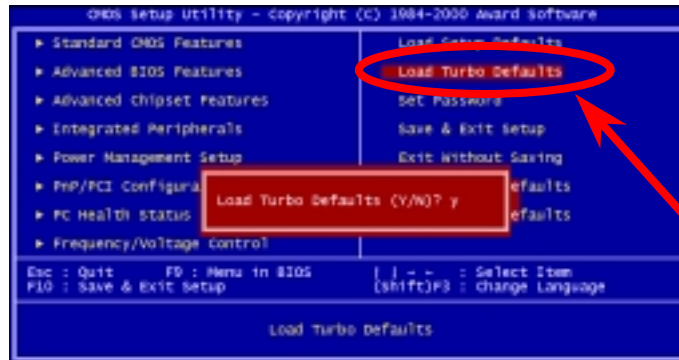 CMOS Setup Utility - Copyright (C) 1984-2000 Award Software
▶ Standard CMOS Features
▶ Advanced BIOS Features
▶ Advanced Chipset Features
▶ Integrated Peripherals
▶ Power Management Setup
▶ PnP/PCI Configura
▶ PC Health Status
▶ Frequency/Voltage Control
Load Setup Defaults
Load Turbo Defaults
Set Password
Save & Exit Setup
Exit Without Saving
efaults
efaults
Load Turbo Defaults (Y/N)? y
Esc : Quit F9 : Menu in BIOS
: Select Item
F10 : Save & Exit Setup
(Shift)F3 : Change Language
Load Turbo Defaults